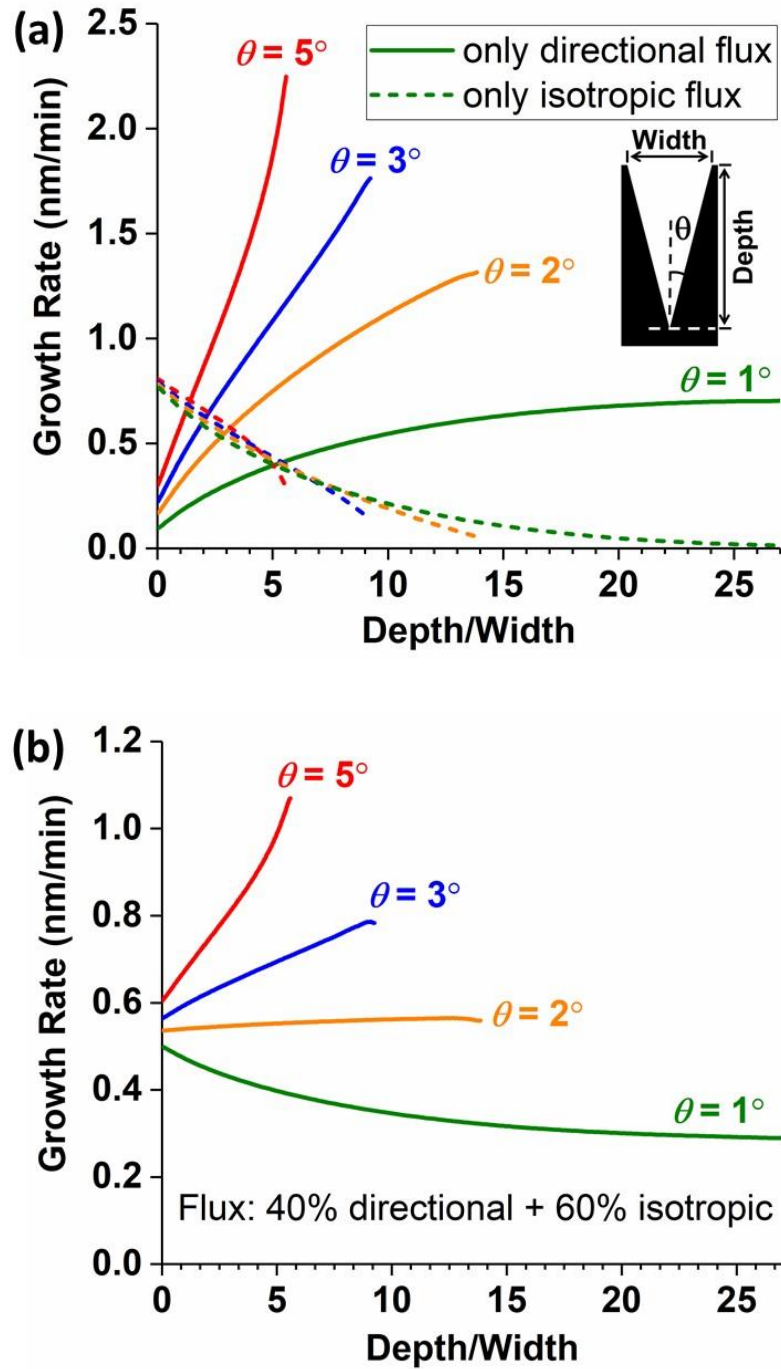 (a)
2.5
2.0
1.5
1.0
0.5
0.0
Growth Rate (nm/min)
θ = 5°
θ = 3°
θ = 2°
θ = 1°
only directional flux
only isotropic flux
Width
θ
Depth
0 5 10 15 20 25
Depth/Width
(b)
1.2
1.0
0.8
0.6
0.4
0.2
0.0
Growth Rate (nm/min)
θ = 5°
θ = 3°
θ = 2°
θ = 1°
Flux: 40% directional + 60% isotropic
0 5 10 15 20 25
Depth/Width